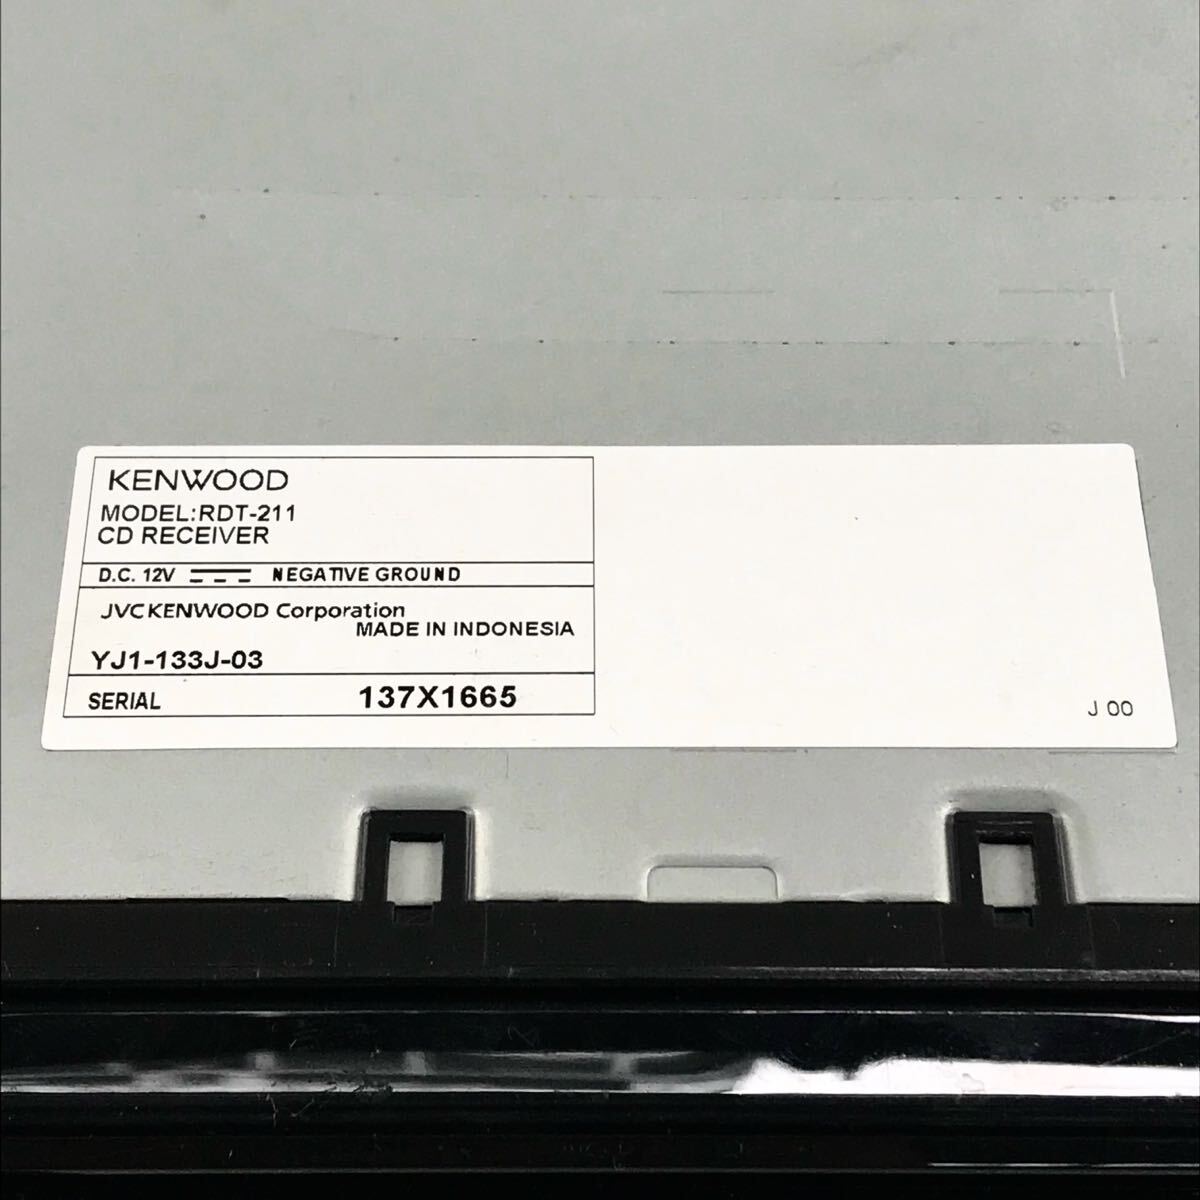 KENWOOD
MODEL:RDT-211
CD RECEIVER
D.C. 12V NEGATIVE GROUND
JVCKENWOOD Corporation
MADE IN INDONESIA
YJ1-133J-03
SERIAL 137X1665
J 00